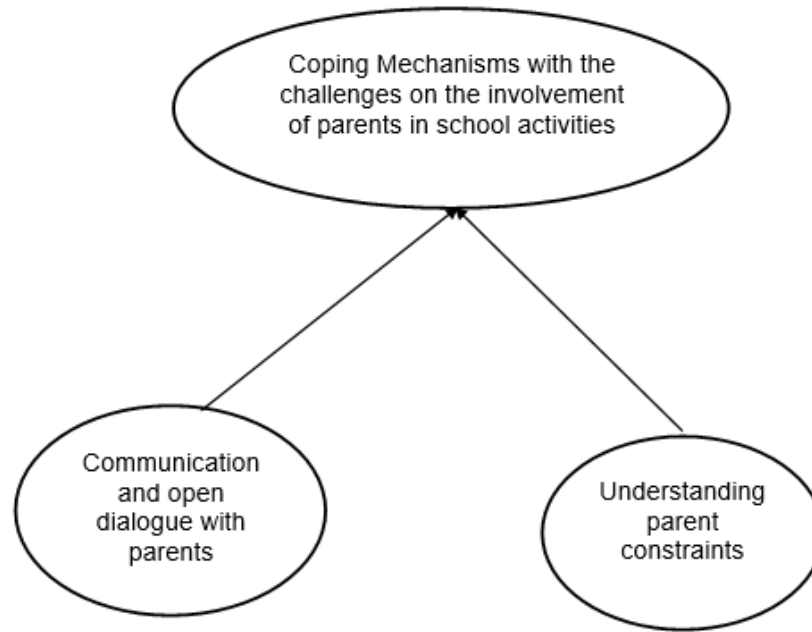 Coping Mechanisms with the
challenges on the involvement
of parents in school activities
Communication
and open
dialogue with
parents
Understanding
parent
constraints